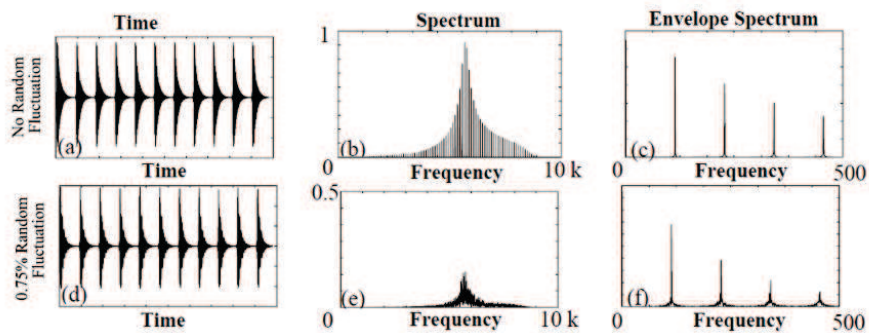 Time
Spectrum
Envelope Spectrum
No Random
Fluctuation
(a)
1
(b)
(c)
Time
0
Frequency
10 k
0
Frequency
500
0.75% Random
Fluctuation
(d)
0.5
(e)
(f)
Time
0
Frequency
10 k
0
Frequency
500